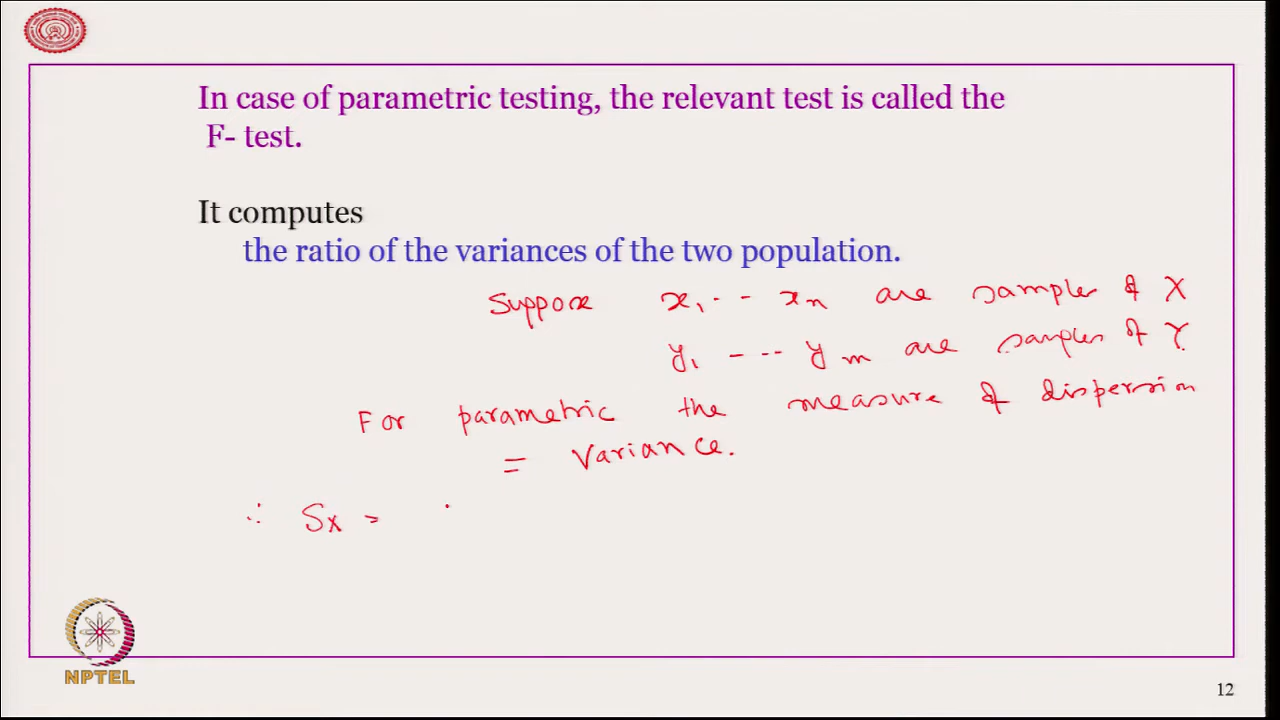 In case of parametric testing, the relevant test is called the
F- test.
It computes
the ratio of the variances of the two population.
Suppose x1 - - xn are samples of X
y1 - - - ym are samples of Y
For parametric the measure of dispersion
= Variance.
∴ SX =
NPTEL
12